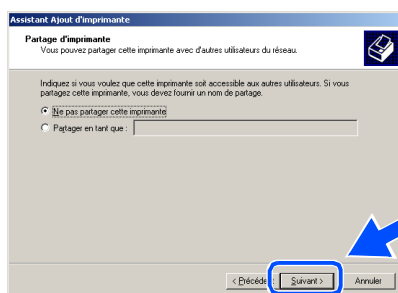 Assistant Ajout d'imprimante
Partage d'imprimante
Vous pouvez partager cette imprimante avec d'autres utilisateurs du réseau.
Indiquez si vous voulez que cette imprimante soit accessible aux autres utilisateurs. Si vous
partagez cette imprimante, vous devez fournir un nom de partage.
Ne pas partager cette imprimante
Partager en tant que :
< Précéde Suivant > Annuler